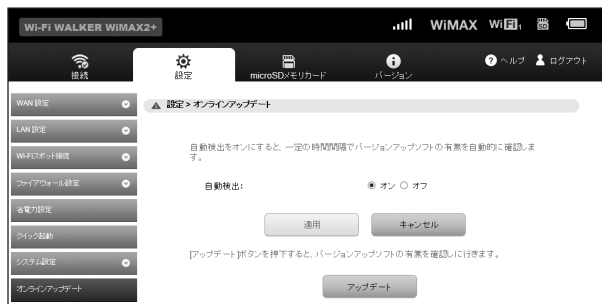 Wi-Fi WALKER WiMAX2+
WiMAX Wi-Fi 1 SD
接続 設定 microSDメモリカード バージョン ヘルプ ログアウト
WAN 設定
設定 > オンラインアップデート
LAN 設定
Wi-Fiスポット接続
自動検出をオンにすると、一定の時間間隔でバージョンアップソフトの有無を自動的に確認しま
す。
ファイアウォール設定
自動検出: オン オフ
省電力設定
クイック起動
適用 キャンセル
システム設定
[アップデート]ボタンを押下すると、バージョンアップソフトの有無を確認しに行きます。
オンラインアップデート
アップデート